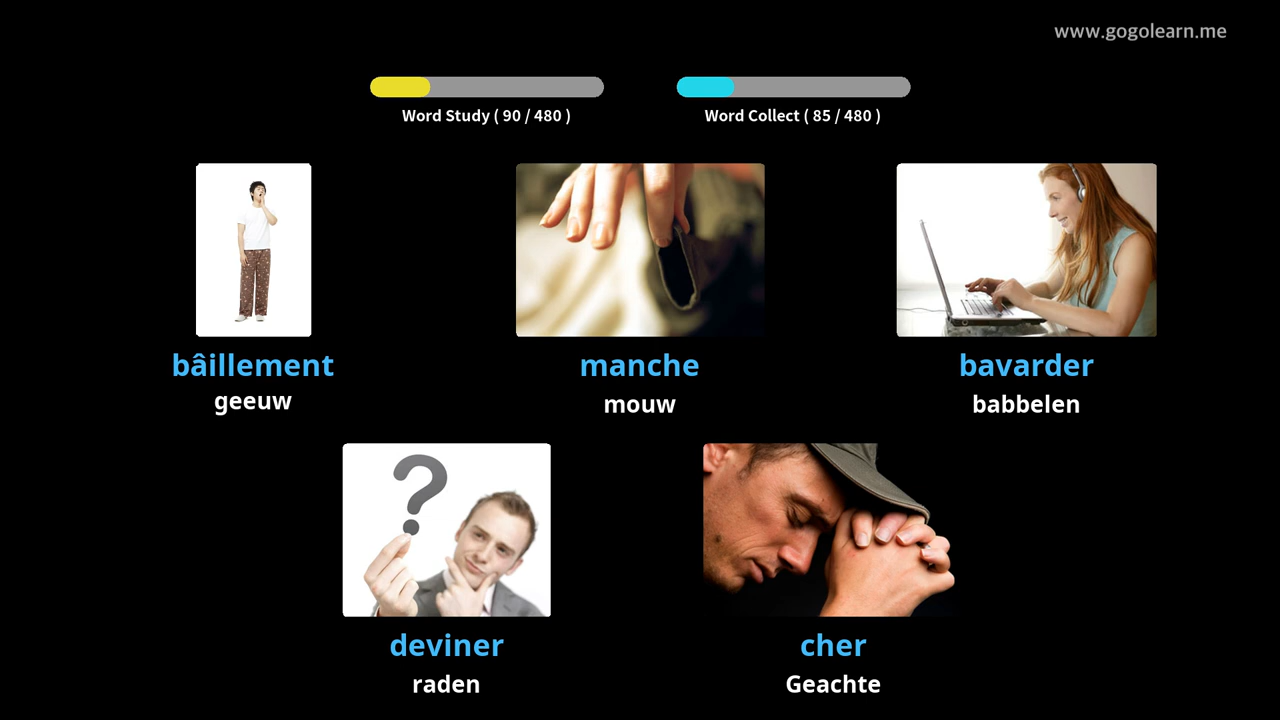 www.gogolearn.me
Word Study ( 90 / 480 )
Word Collect ( 85 / 480 )
bâillement
geeuw
manche
mouw
bavarder
babbelen
deviner
raden
cher
Geachte